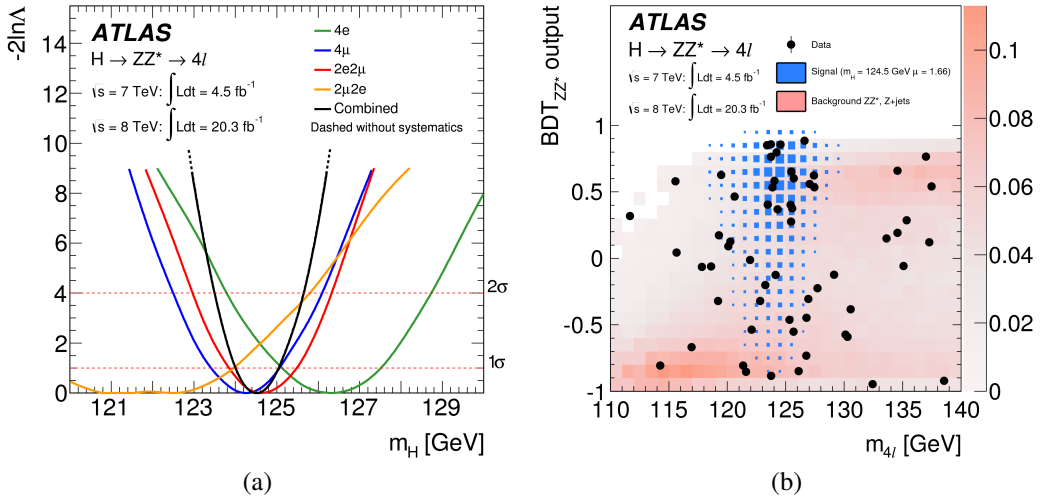 -2lnΛ
ATLAS
H → ZZ* → 4l
√s = 7 TeV: ∫Ldt = 4.5 fb⁻¹
√s = 8 TeV: ∫Ldt = 20.3 fb⁻¹
4e
4μ
2e2μ
2μ2e
Combined
Dashed without systematics
14
12
10
8
6
4
2
0
2σ
1σ
121 123 125 127 129
m_H [GeV]
(a)
BDT_ZZ* output
ATLAS
H → ZZ* → 4l
√s = 7 TeV: ∫Ldt = 4.5 fb⁻¹
√s = 8 TeV: ∫Ldt = 20.3 fb⁻¹
Data
Signal (m_H = 124.5 GeV μ = 1.66)
Background ZZ*, Z+jets
1
0.5
0
-0.5
-1
110 115 120 125 130 135 140
m_4l [GeV]
0.1
0.08
0.06
0.04
0.02
0
(b)